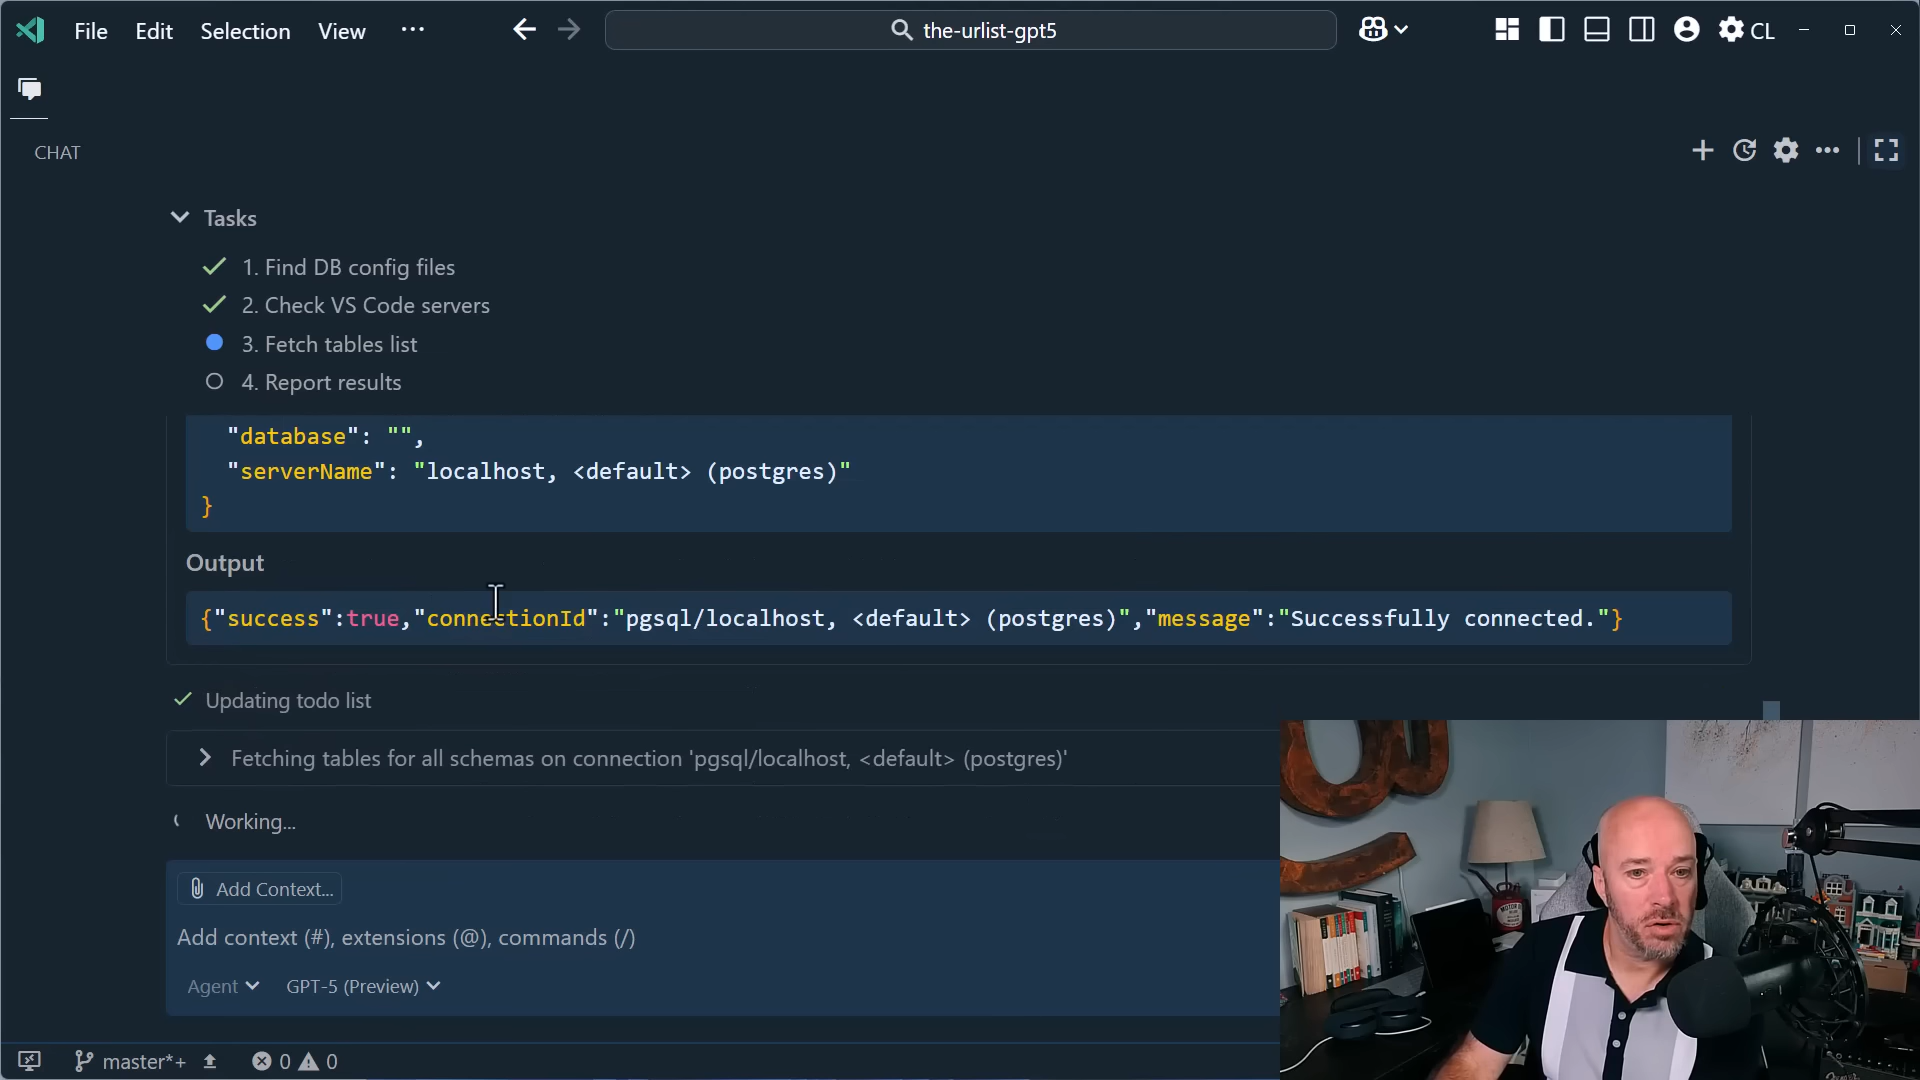 File Edit Selection View ...
the-urlist-gpt5
CL
CHAT
Tasks
1. Find DB config files
2. Check VS Code servers
3. Fetch tables list
4. Report results
"database": "",
"serverName": "localhost, <default> (postgres)"
}
Output
{"success":true,"connectionId":"pgsql/localhost, <default> (postgres)","message":"Successfully connected."}
Updating todo list
Fetching tables for all schemas on connection 'pgsql/localhost, <default> (postgres)'
Working...
Add Context...
Add context (#), extensions (@), commands (/)
Agent GPT-5 (Preview)
master*+ 0 0